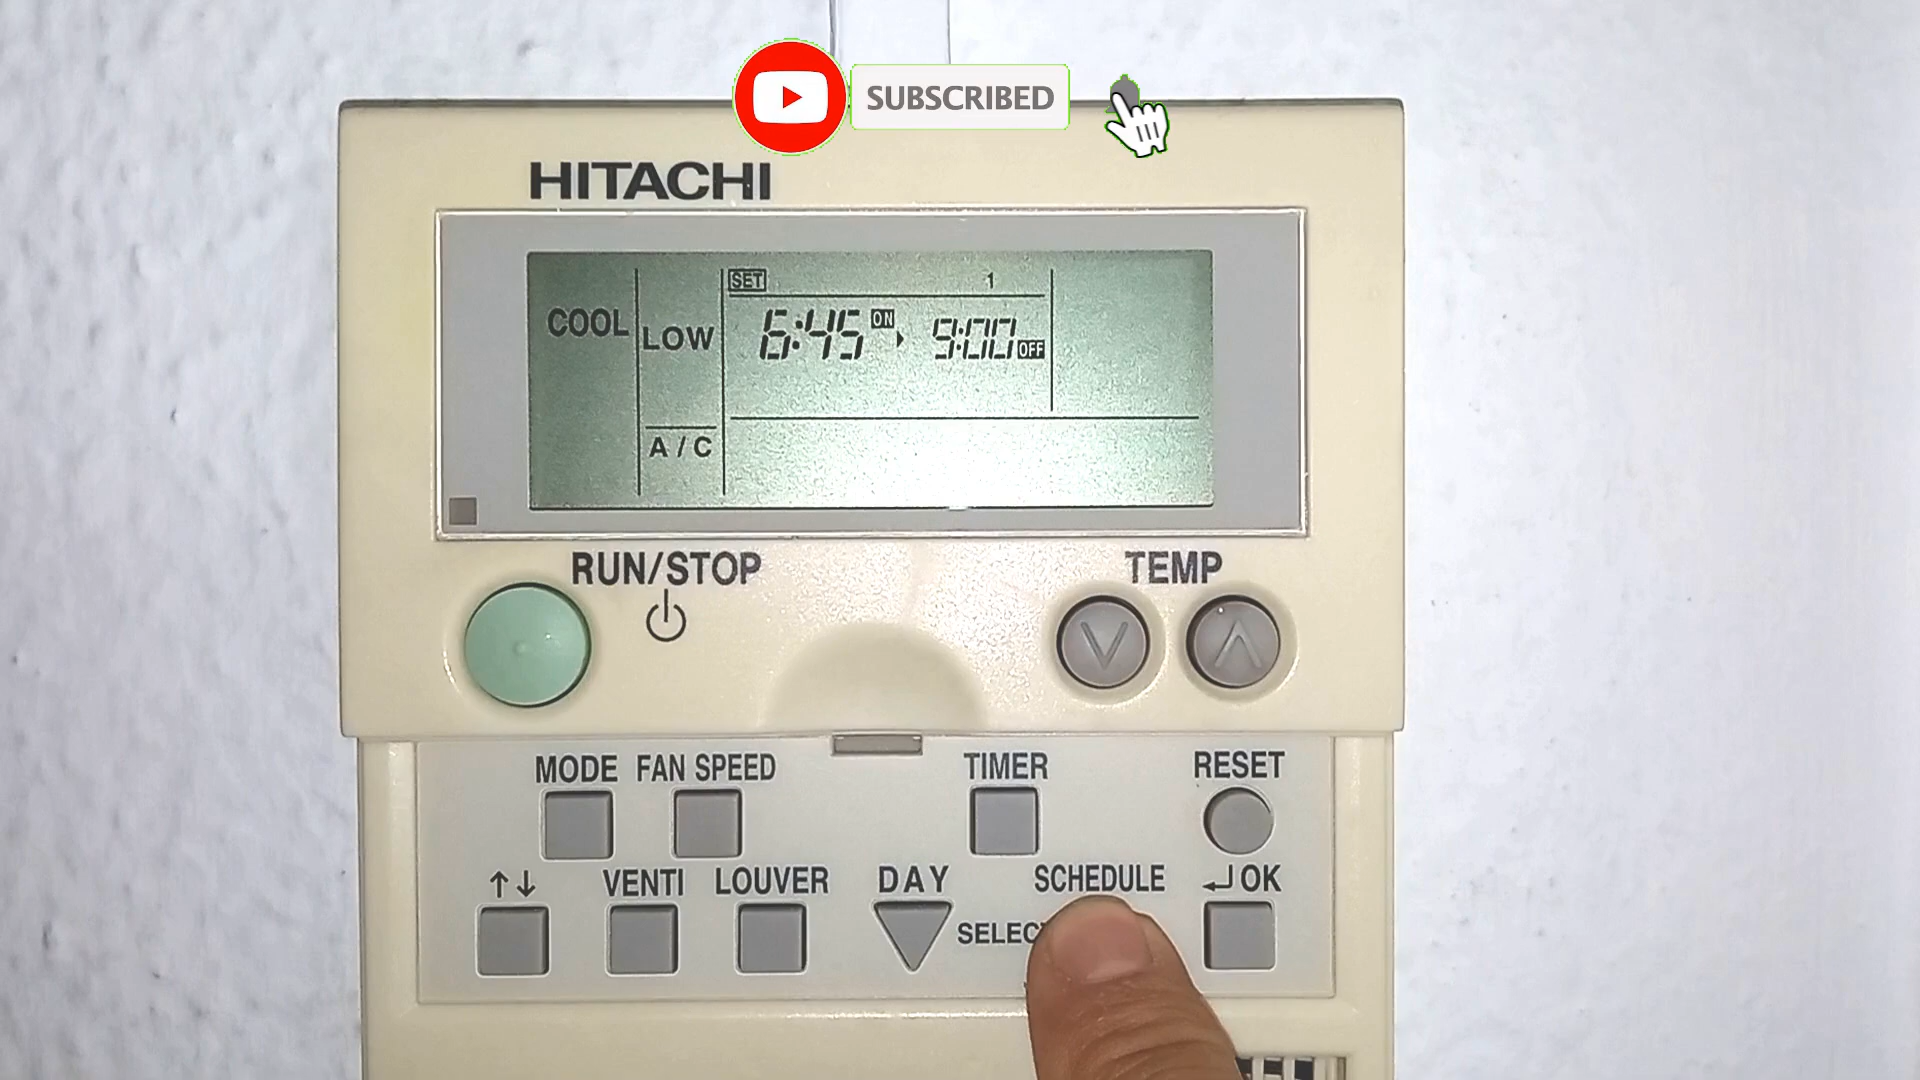 SUBSCRIBED
HITACHI
SET 1
COOL LOW 6:45 ON 9:00 OFF
A/C
RUN/STOP TEMP
MODE FAN SPEED TIMER RESET
↑↓ VENTI LOUVER DAY SCHEDULE ↵OK